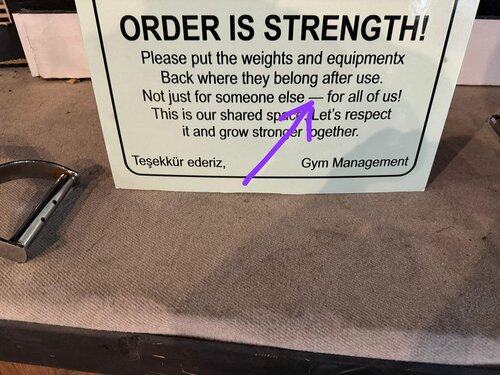 ORDER IS STRENGTH!
Please put the weights and equipmentx
Back where they belong after use.
Not just for someone else — for all of us!
This is our shared space. Let's respect
it and grow stronger together.
Teşekkür ederiz,
Gym Management